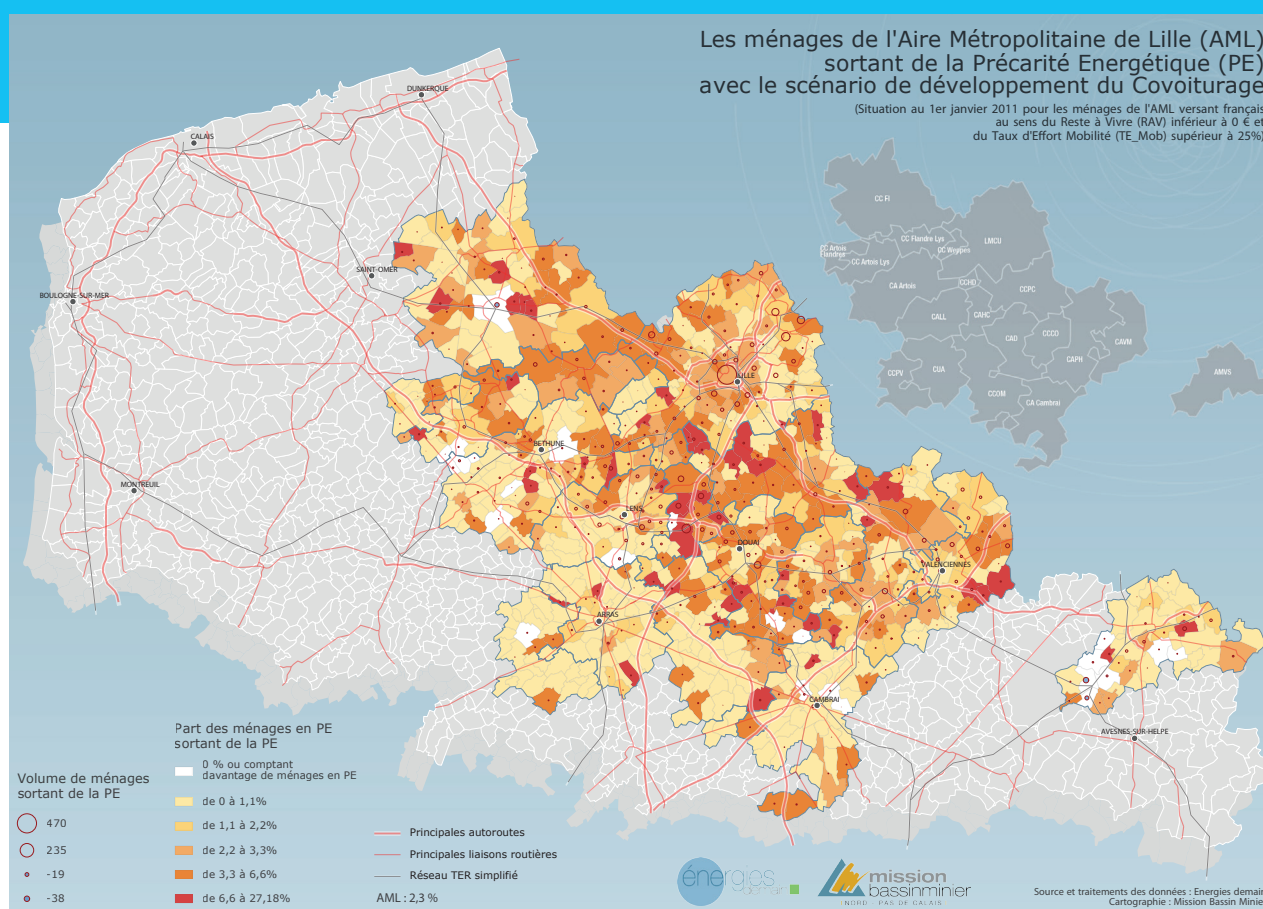 Les ménages de l'Aire Métropolitaine de Lille (AML)
sortant de la Précarité Energétique (PE)
avec le scénario de développement du Covoiturage
(Situation au 1er janvier 2011 pour les ménages de l'AML versant français
au sens du Reste à Vivre (RAV) inférieur à 0 € et
du Taux d'Effort Mobilité (TE_Mob) supérieur à 25%)
DUNKERQUE
CALAIS
SAINT-OMER
BOULOGNE-SUR-MER
LILLE
BETHUNE
MONTREUIL
LENS
DOUAI
VALENCIENNES
ARRAS
CAMBRAI
AVESNES-SUR-HELPE
CC FI
CC Flandre Lys
LMCU
CC Artois
Flandres
CC Weppes
CC Artois Lys
CA Artois
CCHD
CCPC
CALL
CAHC
CAD
CCCO
CAVM
CAPH
CCPV
CUA
AMVS
CCOM
CA Cambrai
Volume de ménages
sortant de la PE
470
235
-19
-38
Part des ménages en PE
sortant de la PE
0 % ou comptant
davantage de ménages en PE
de 0 à 1,1%
de 1,1 à 2,2%
de 2,2 à 3,3%
de 3,3 à 6,6%
de 6,6 à 27,18%
Principales autoroutes
Principales liaisons routières
Réseau TER simplifié
AML : 2,3 %
énergies
demain
mission
bassinminier
NORD - PAS DE CALAIS
Source et traitements des données : Energies demain
Cartographie : Mission Bassin Minie